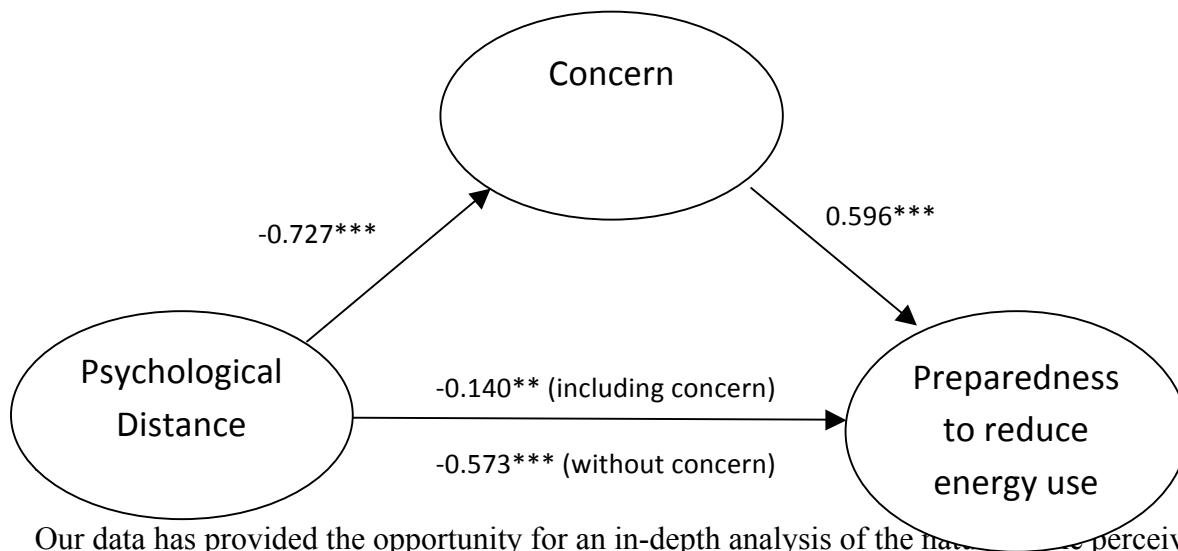 Concern
-0.727***
0.596***
Psychological
Distance
-0.140** (including concern)
-0.573*** (without concern)
Preparedness
to reduce
energy use
Our data has provided the opportunity for an in-depth analysis of the